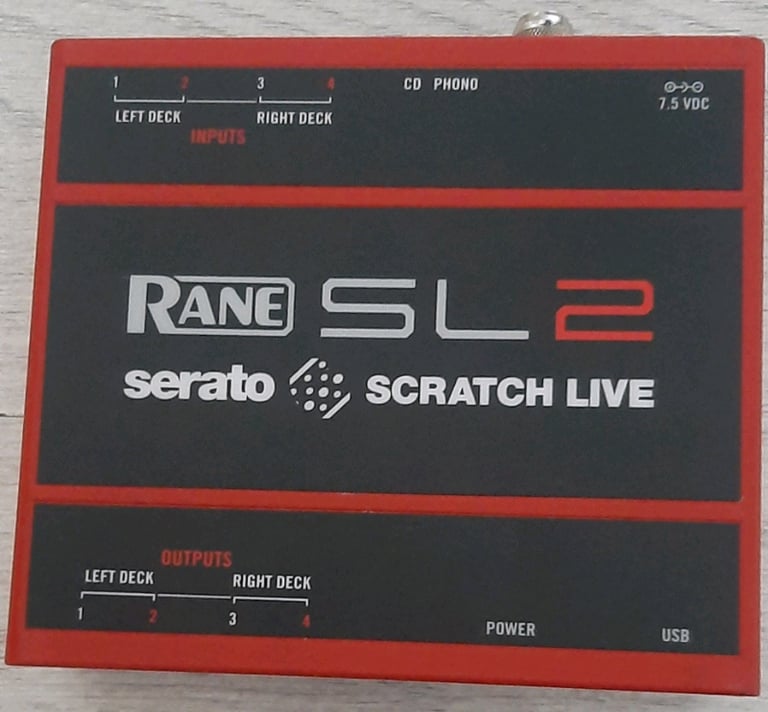 1 2 3 4 CD PHONO
LEFT DECK RIGHT DECK 7.5 VDC
INPUTS
RANE SL2
serato SCRATCH LIVE
OUTPUTS
LEFT DECK RIGHT DECK
1 2 3 4 POWER USB